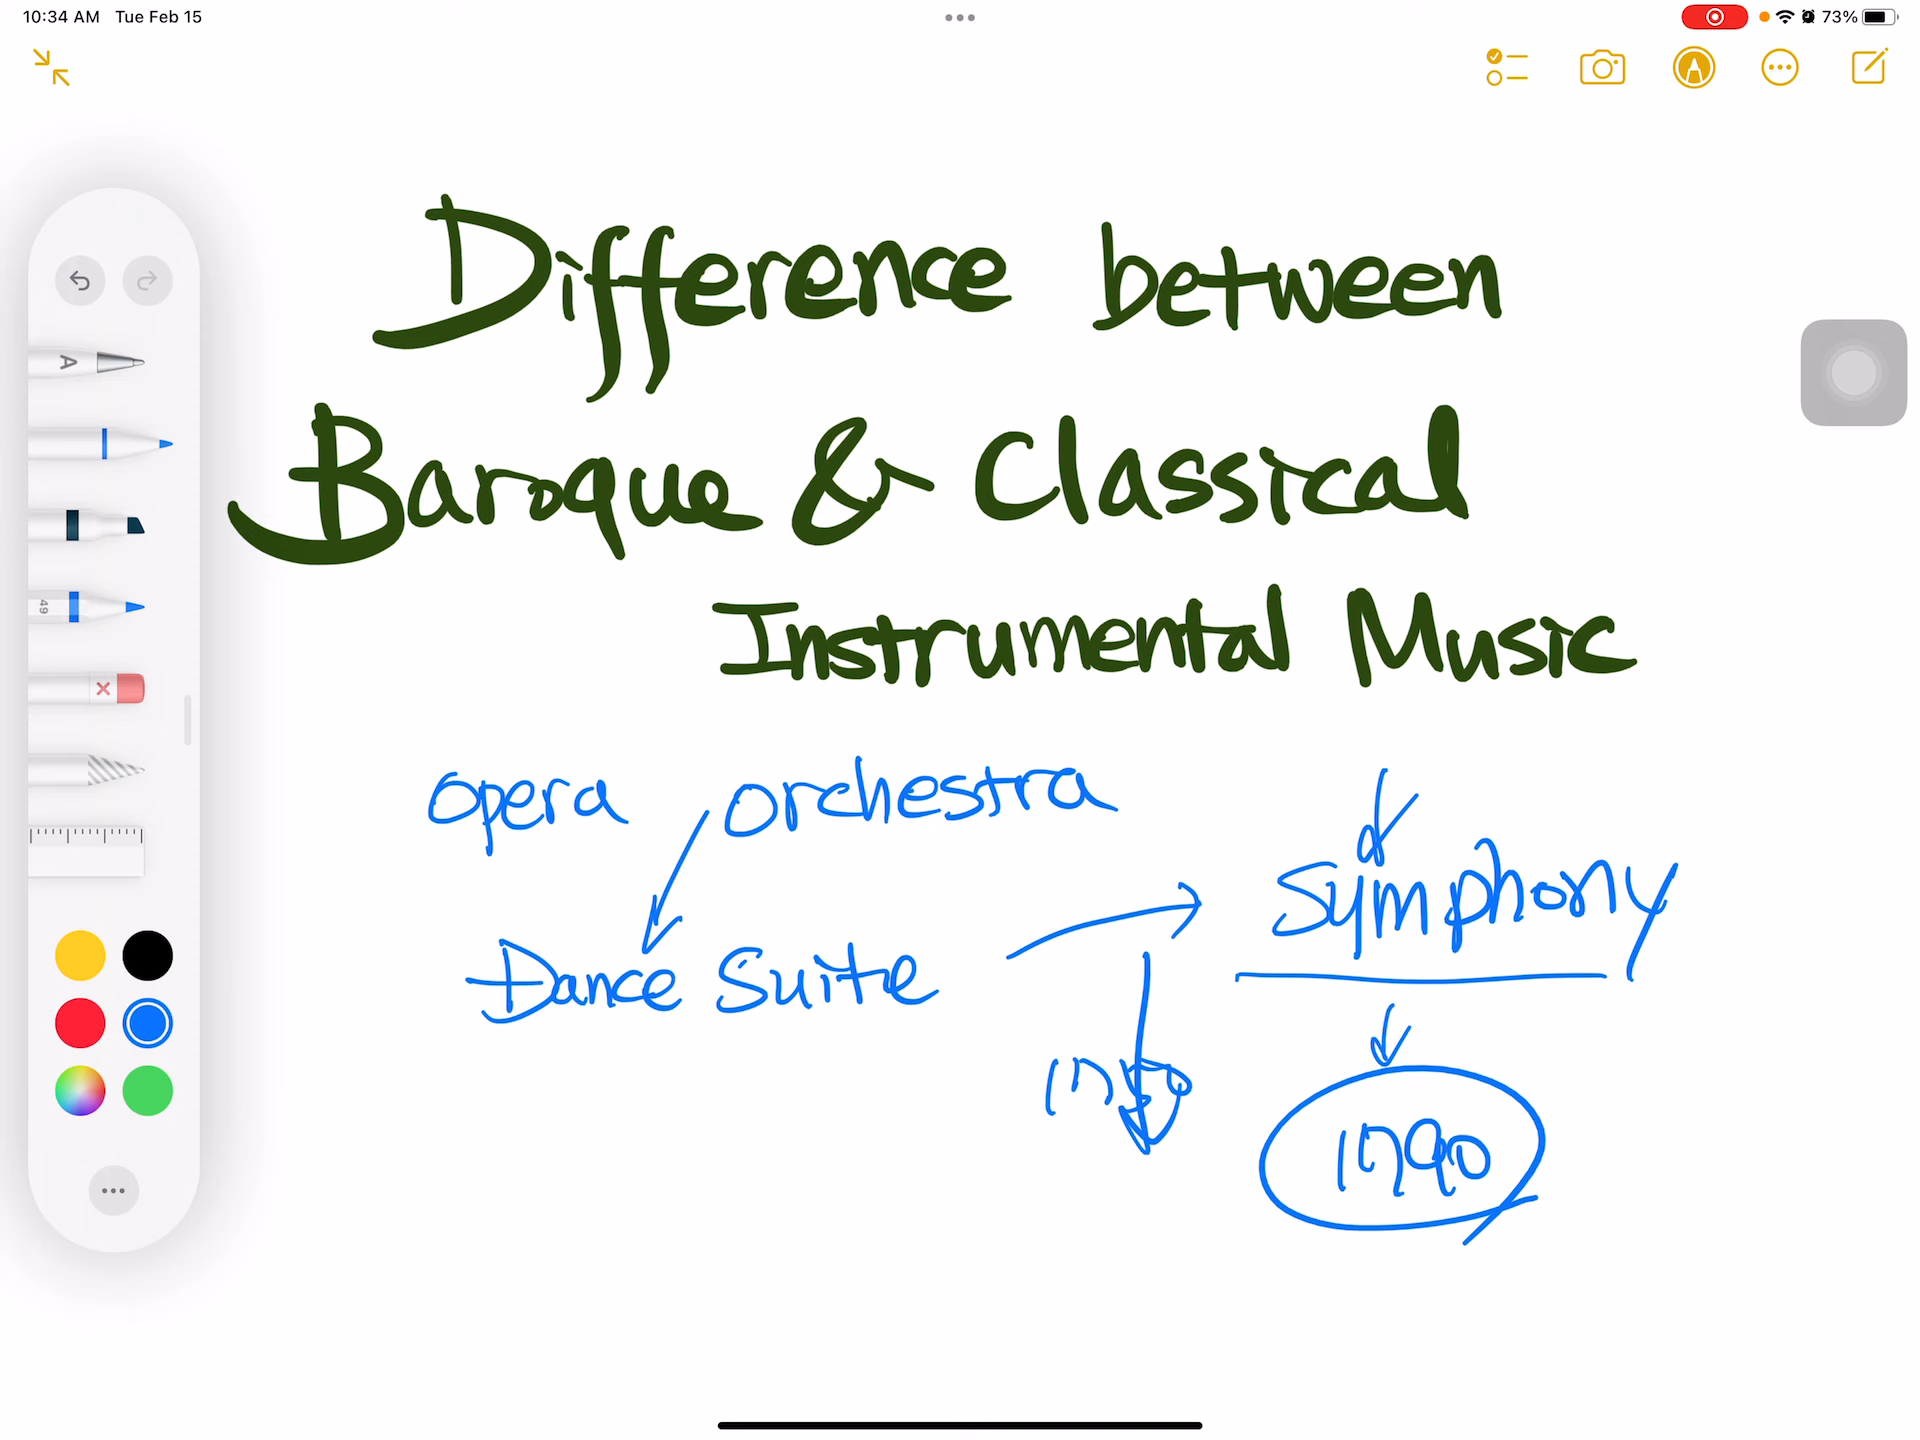 10:34 AM Tue Feb 15
73%
A
49
Difference between
Baroque & Classical
Instrumental Music
opera orchestra
Symphony
Dance Suite
1790